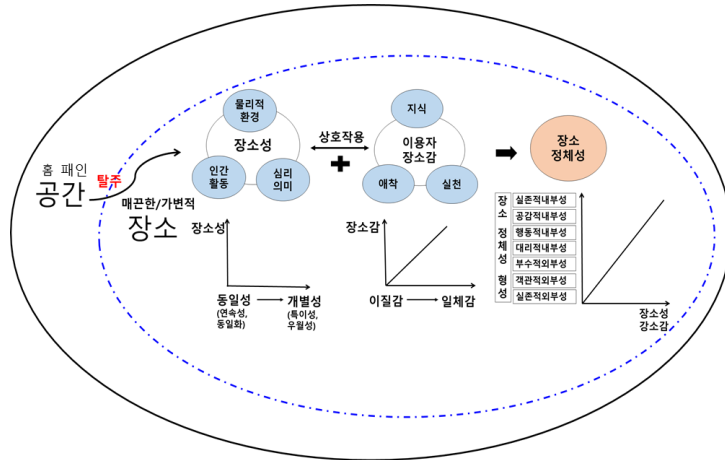 홈 패인
공간
탈주
매끈한/가변적
장소
물리적
환경
장소성
인간
활동
심리
의미
상호작용
지식
이용자
장소감
애착
실천
장소
정체성
장소성
동일성
(연속성,
동일화)
개별성
(특이성,
우월성)
장소감
이질감
일체감
장소 정체성 형성
실존적내부성
공감적내부성
행동적내부성
대리적내부성
부수적외부성
객관적외부성
실존적외부성
장소성
강소감